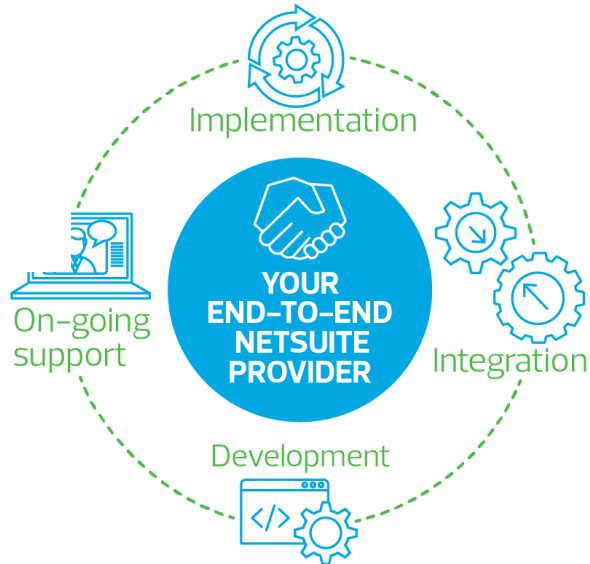 Implementation
YOUR
END-TO-END
NETSUITE
PROVIDER
On-going
support
Integration
Development
</>